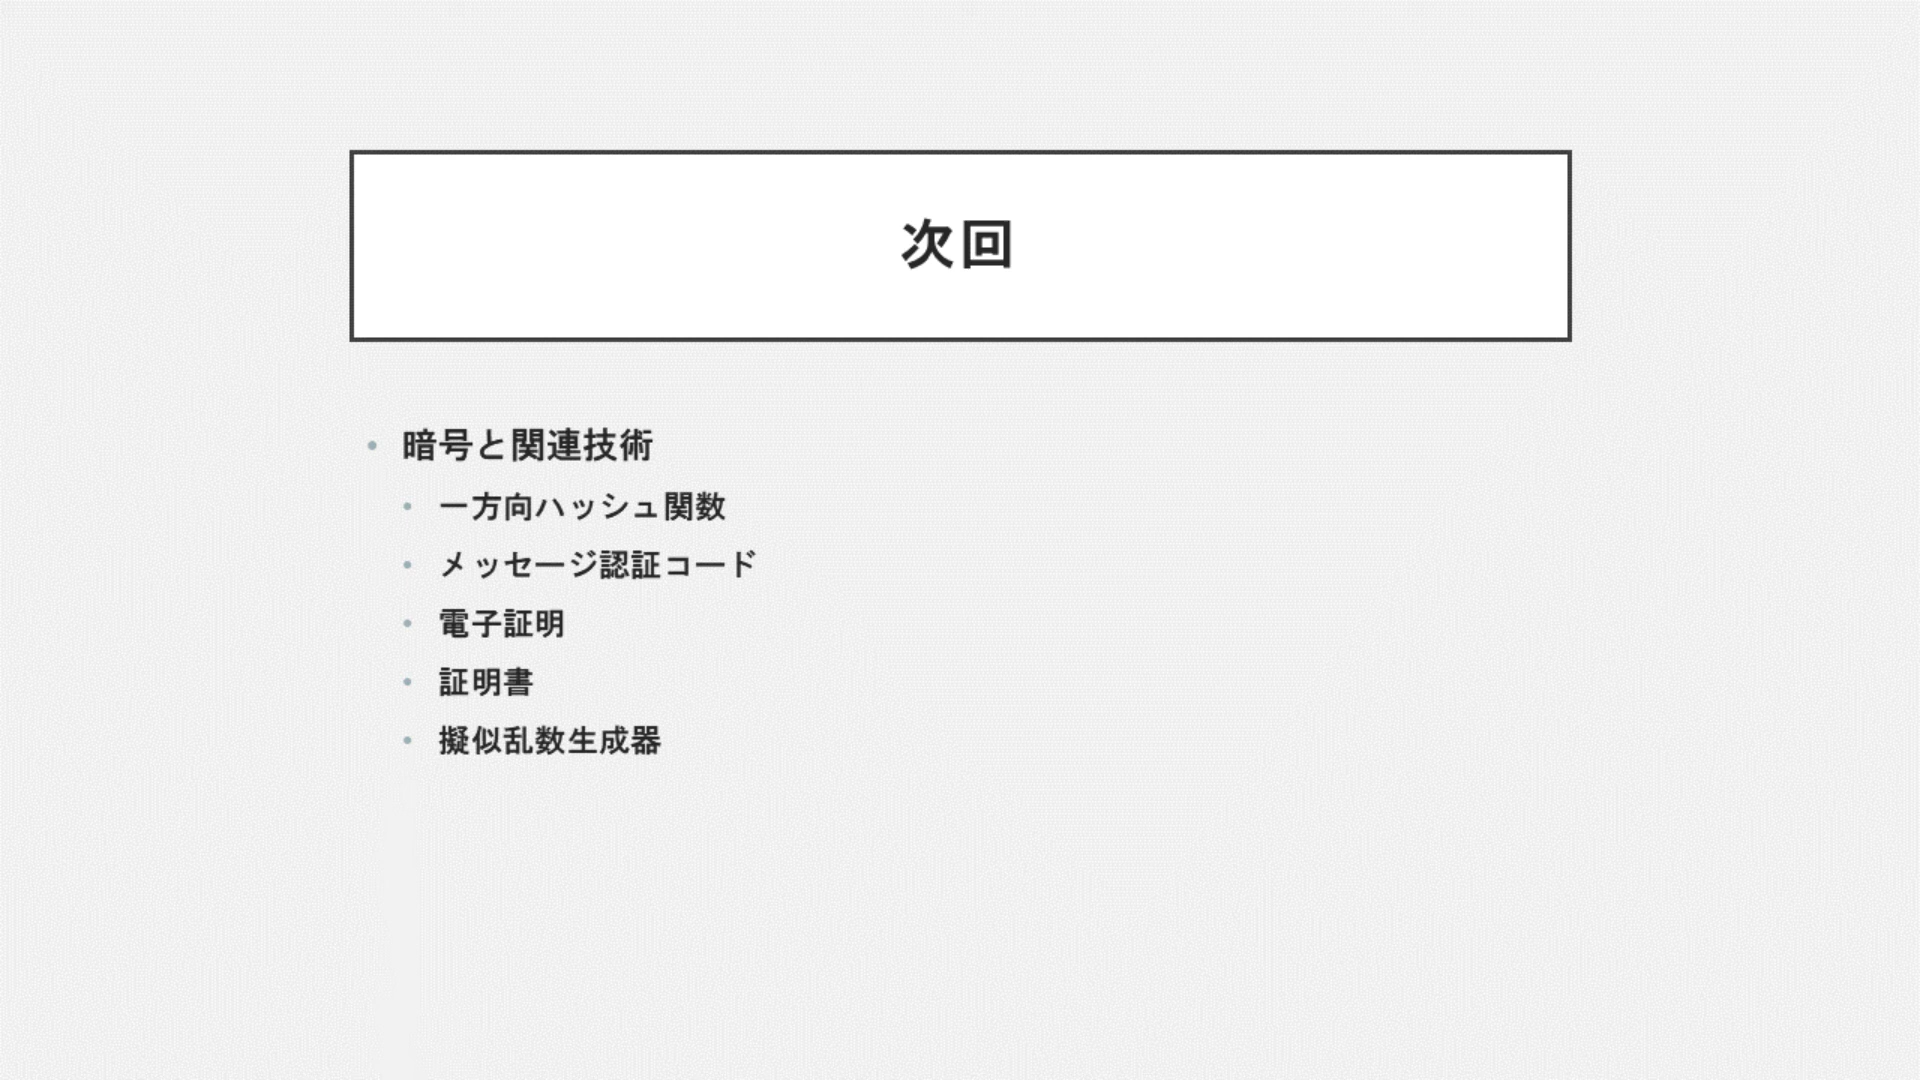 次回
暗号と関連技術
一方向ハッシュ関数
メッセージ認証コード
電子証明
証明書
擬似乱数生成器